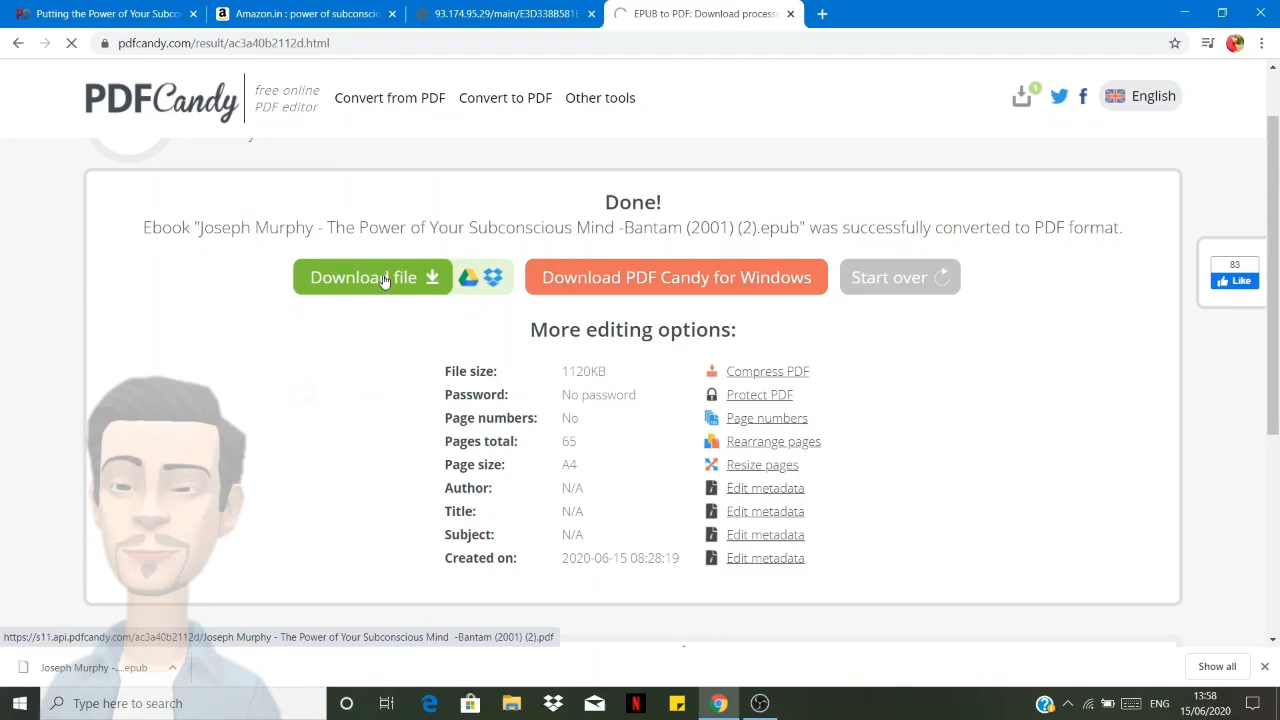 Putting the Power of Your Subco
Amazon.in : power of subconscio
93.174.95.29/main/E3D338B581E
EPUB to PDF: Download process
pdfcandy.com/result/ac3a40b2112d.html
PDFCandy
free online
PDF editor
Convert from PDF Convert to PDF Other tools
1
English
Done!
Ebook "Joseph Murphy - The Power of Your Subconscious Mind -Bantam (2001) (2).epub" was successfully converted to PDF format.
Download file
Download PDF Candy for Windows
Start over
83
Like
More editing options:
File size: 1120KB Compress PDF
Password: No password Protect PDF
Page numbers: No Page numbers
Pages total: 65 Rearrange pages
Page size: A4 Resize pages
Author: N/A Edit metadata
Title: N/A Edit metadata
Subject: N/A Edit metadata
Created on: 2020-06-15 08:28:19 Edit metadata
https://s11.api.pdfcandy.com/ac3a40b2112d/Joseph Murphy - The Power of Your Subconscious Mind -Bantam (2001) (2).pdf
Joseph Murphy -....epub
Show all
Type here to search
ENG
13:58
15/06/2020